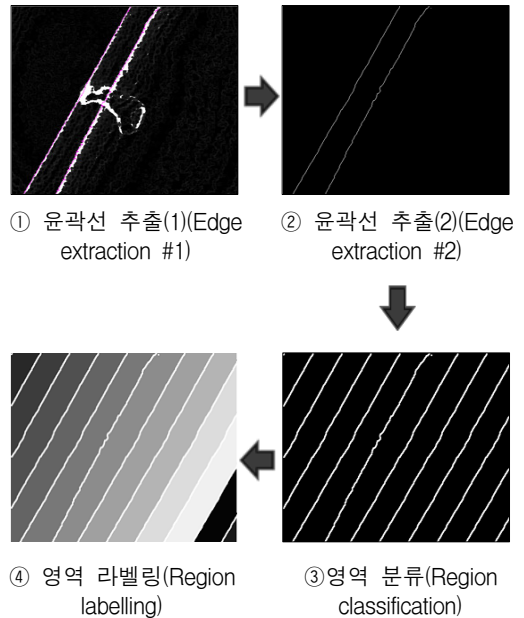 ① 윤곽선 추출(1)(Edge
extraction #1)
② 윤곽선 추출(2)(Edge
extraction #2)
④ 영역 라벨링(Region
labelling)
③영역 분류(Region
classification)